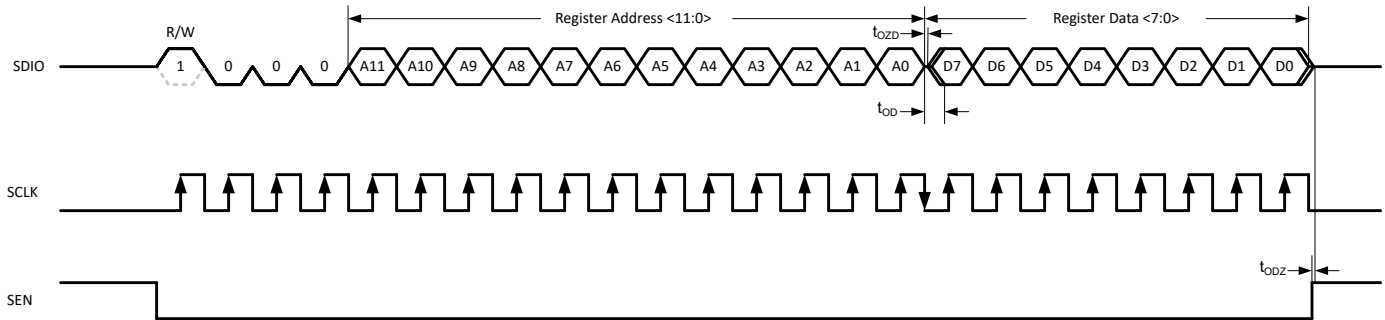 Register Address <11:0>
Register Data <7:0>
R/W
tOZD
SDIO
1 0 0 0 A11 A10 A9 A8 A7 A6 A5 A4 A3 A2 A1 A0 D7 D6 D5 D4 D3 D2 D1 D0
tOD
SCLK
tODZ
SEN